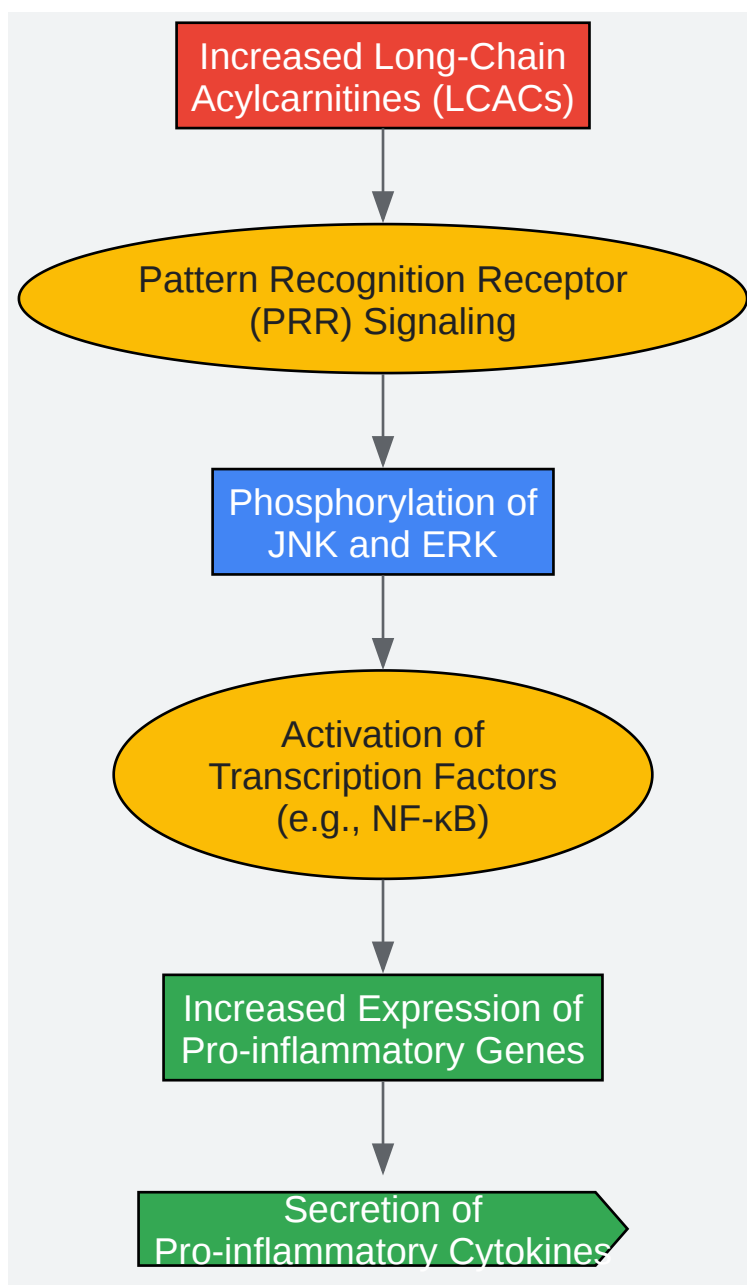 Increased Long-Chain
Acylcarnitines (LCACs)
Pattern Recognition Receptor
(PRR) Signaling
Phosphorylation of
JNK and ERK
Activation of
Transcription Factors
(e.g., NF-κB)
Increased Expression of
Pro-inflammatory Genes
Secretion of
Pro-inflammatory Cytokines